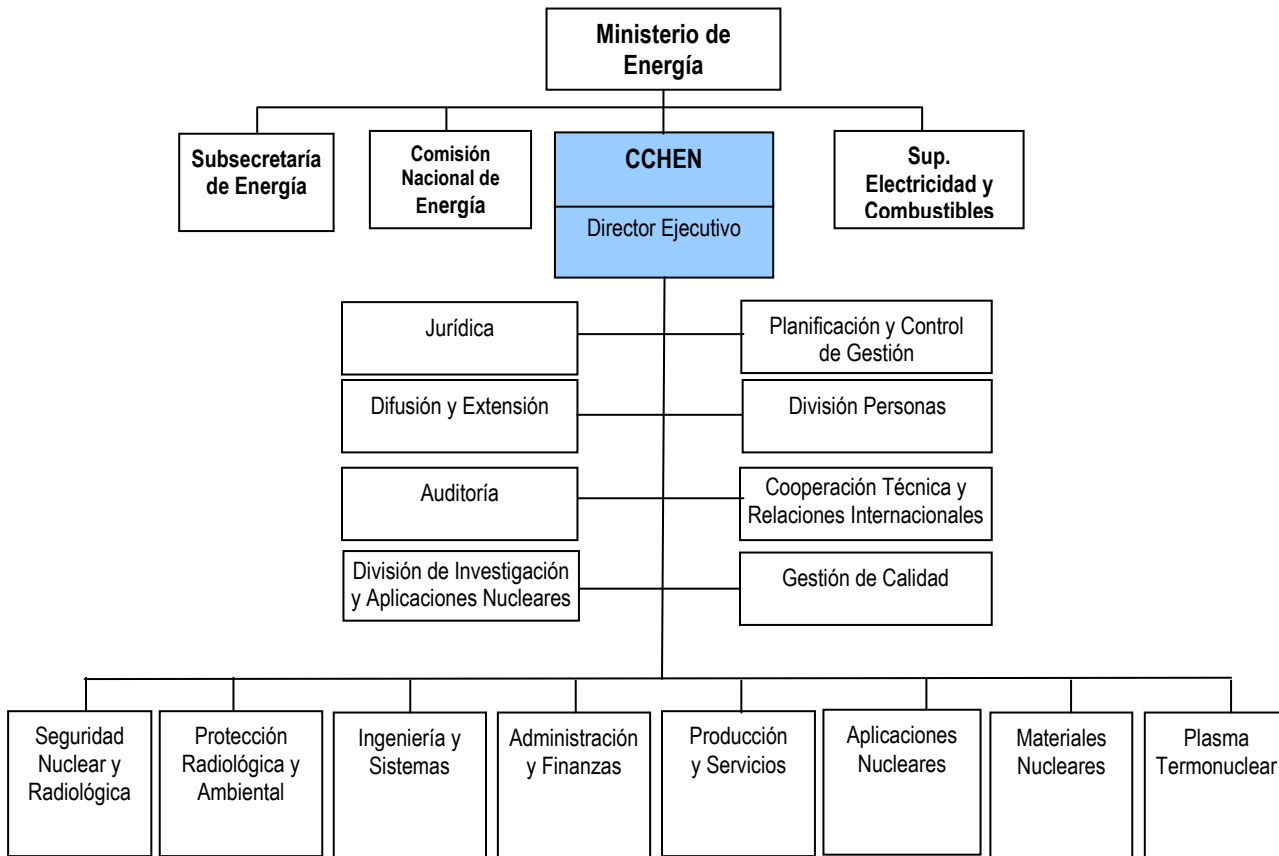 Ministerio de
Energía
Subsecretaría
de Energía
Comisión
Nacional de
Energía
CCHEN
Director Ejecutivo
Sup.
Electricidad y
Combustibles
Jurídica
Planificación y Control
de Gestión
Difusión y Extensión
División Personas
Auditoría
Cooperación Técnica y
Relaciones Internacionales
División de Investigación
y Aplicaciones Nucleares
Gestión de Calidad
Seguridad
Nuclear y
Radiológica
Protección
Radiológica y
Ambiental
Ingeniería y
Sistemas
Administración
y Finanzas
Producción
y Servicios
Aplicaciones
Nucleares
Materiales
Nucleares
Plasma
Termonuclear